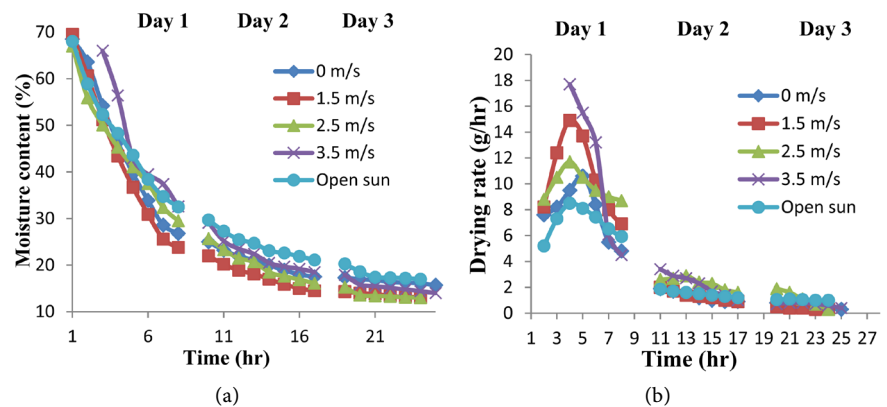 Day 1 Day 2 Day 3
Moisture content (%)
70
60
50
40
30
20
10
0 m/s
1.5 m/s
2.5 m/s
3.5 m/s
Open sun
1 6 11 16 21
Time (hr)
(a)
Day 1 Day 2 Day 3
Drying rate (g/hr)
20
18
16
14
12
10
8
6
4
2
0
0 m/s
1.5 m/s
2.5 m/s
3.5 m/s
Open sun
1 3 5 7 9 11 13 15 17 19 21 23 25 27
Time (hr)
(b)